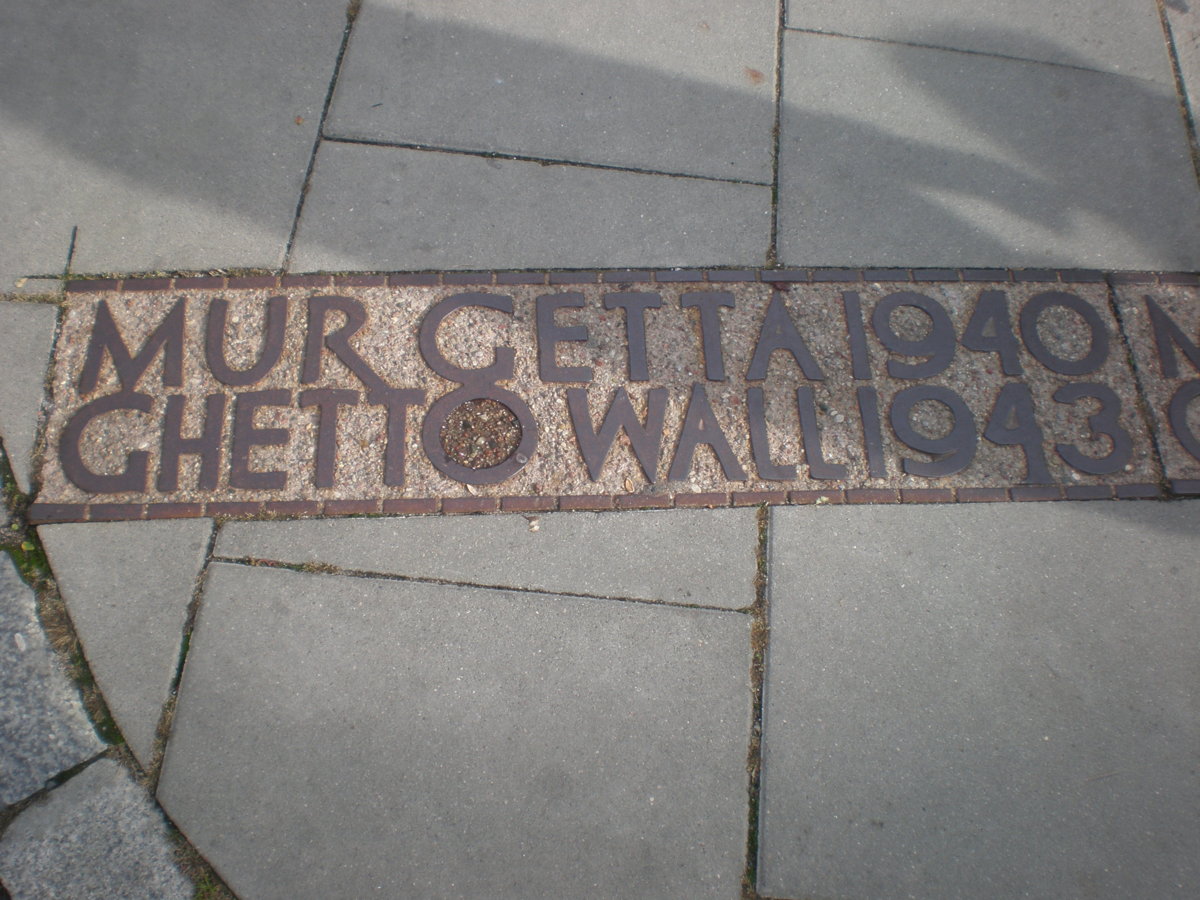 MUR GETTA 1940
GHETTO WALL 1943